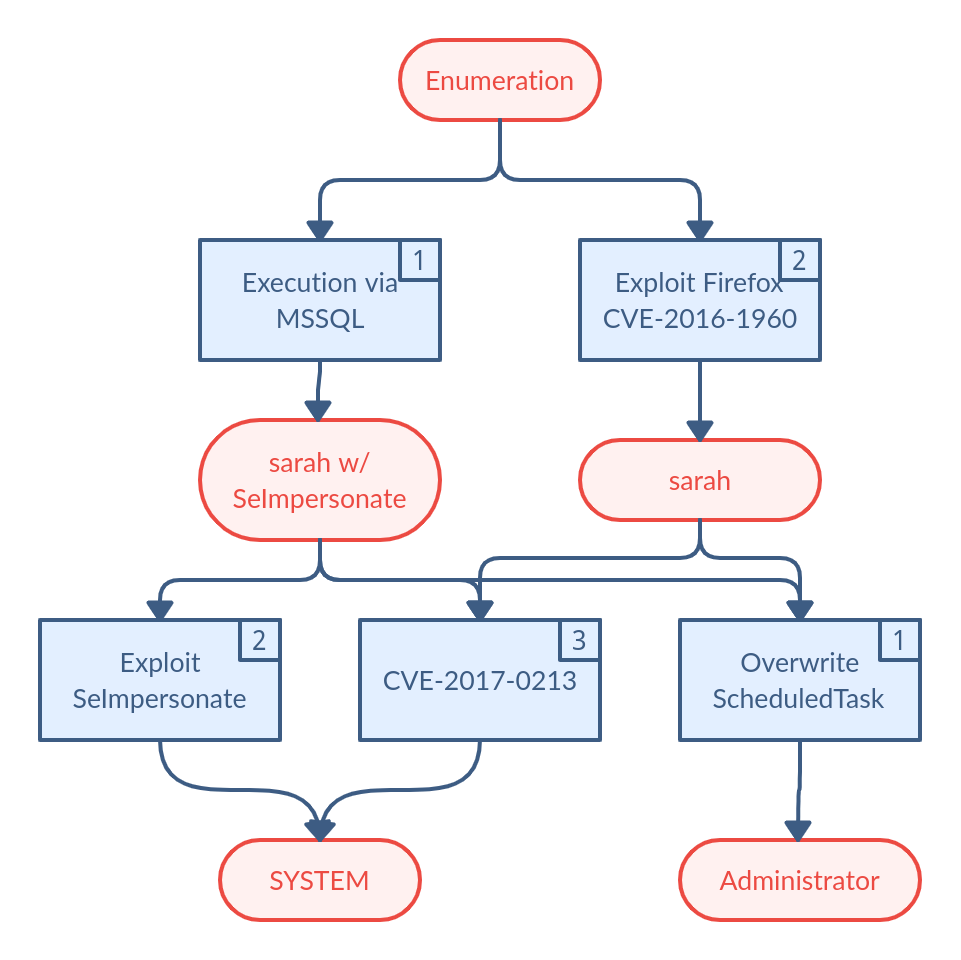 Enumeration
1
Execution via
MSSQL
2
Exploit Firefox
CVE-2016-1960
sarah w/
SeImpersonate
sarah
2
Exploit
SeImpersonate
3
CVE-2017-0213
1
Overwrite
ScheduledTask
SYSTEM
Administrator